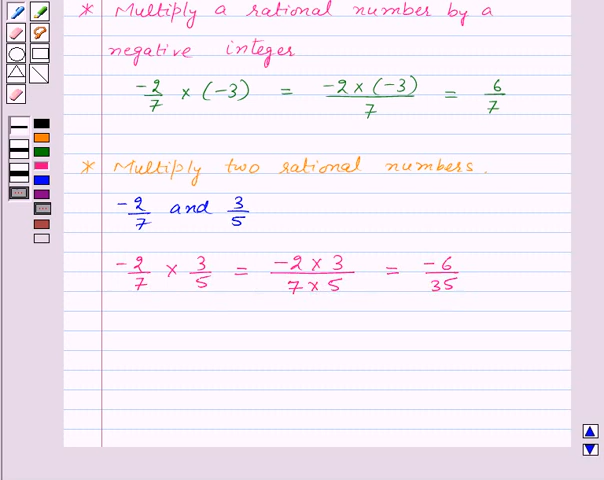 * Multiply a rational number by a
negative integer
-2/7 × (-3) = -2 × (-3)/7 = 6/7
* Multiply two rational numbers.
-2/7 and 3/5
-2/7 × 3/5 = -2 × 3/7 × 5 = -6/35